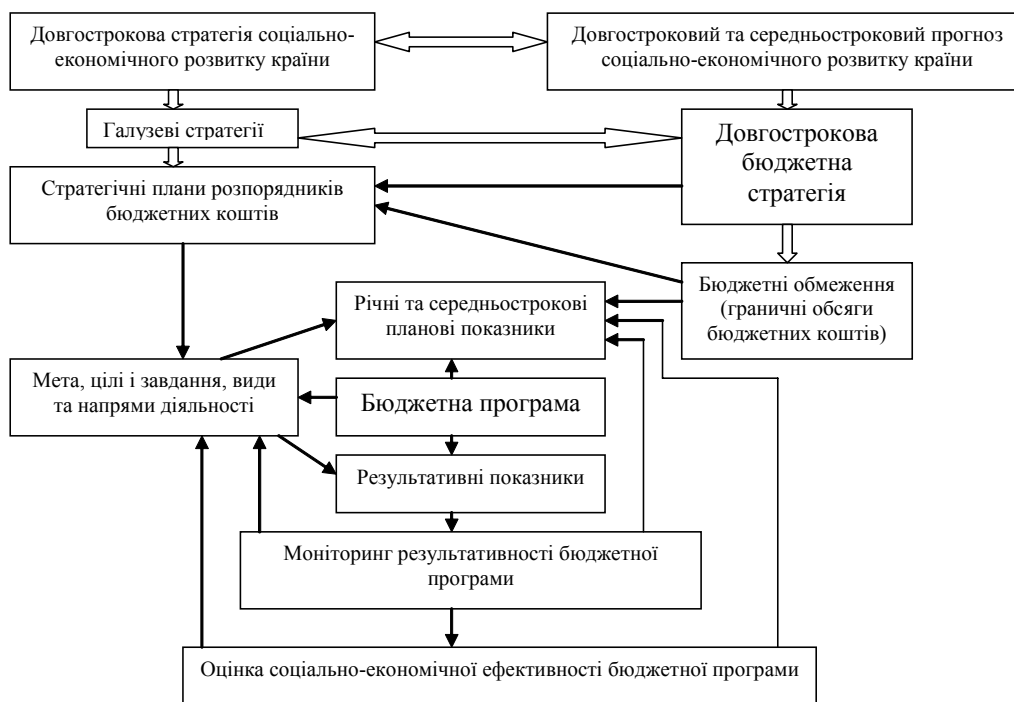 Довгострокова стратегія соціально-
економічного розвитку країни
Довгостроковий та середньостроковий прогноз
соціально-економічного розвитку країни
Галузеві стратегії
Довгострокова
бюджетна
стратегія
Стратегічні плани розпорядників
бюджетних коштів
Бюджетні обмеження
(граничні обсяги
бюджетних коштів)
Річні та середньострокові
планові показники
Мета, цілі і завдання, види
та напрями діяльності
Бюджетна програма
Результативні показники
Моніторинг результативності бюджетної
програми
Оцінка соціально-економічної ефективності бюджетної програми